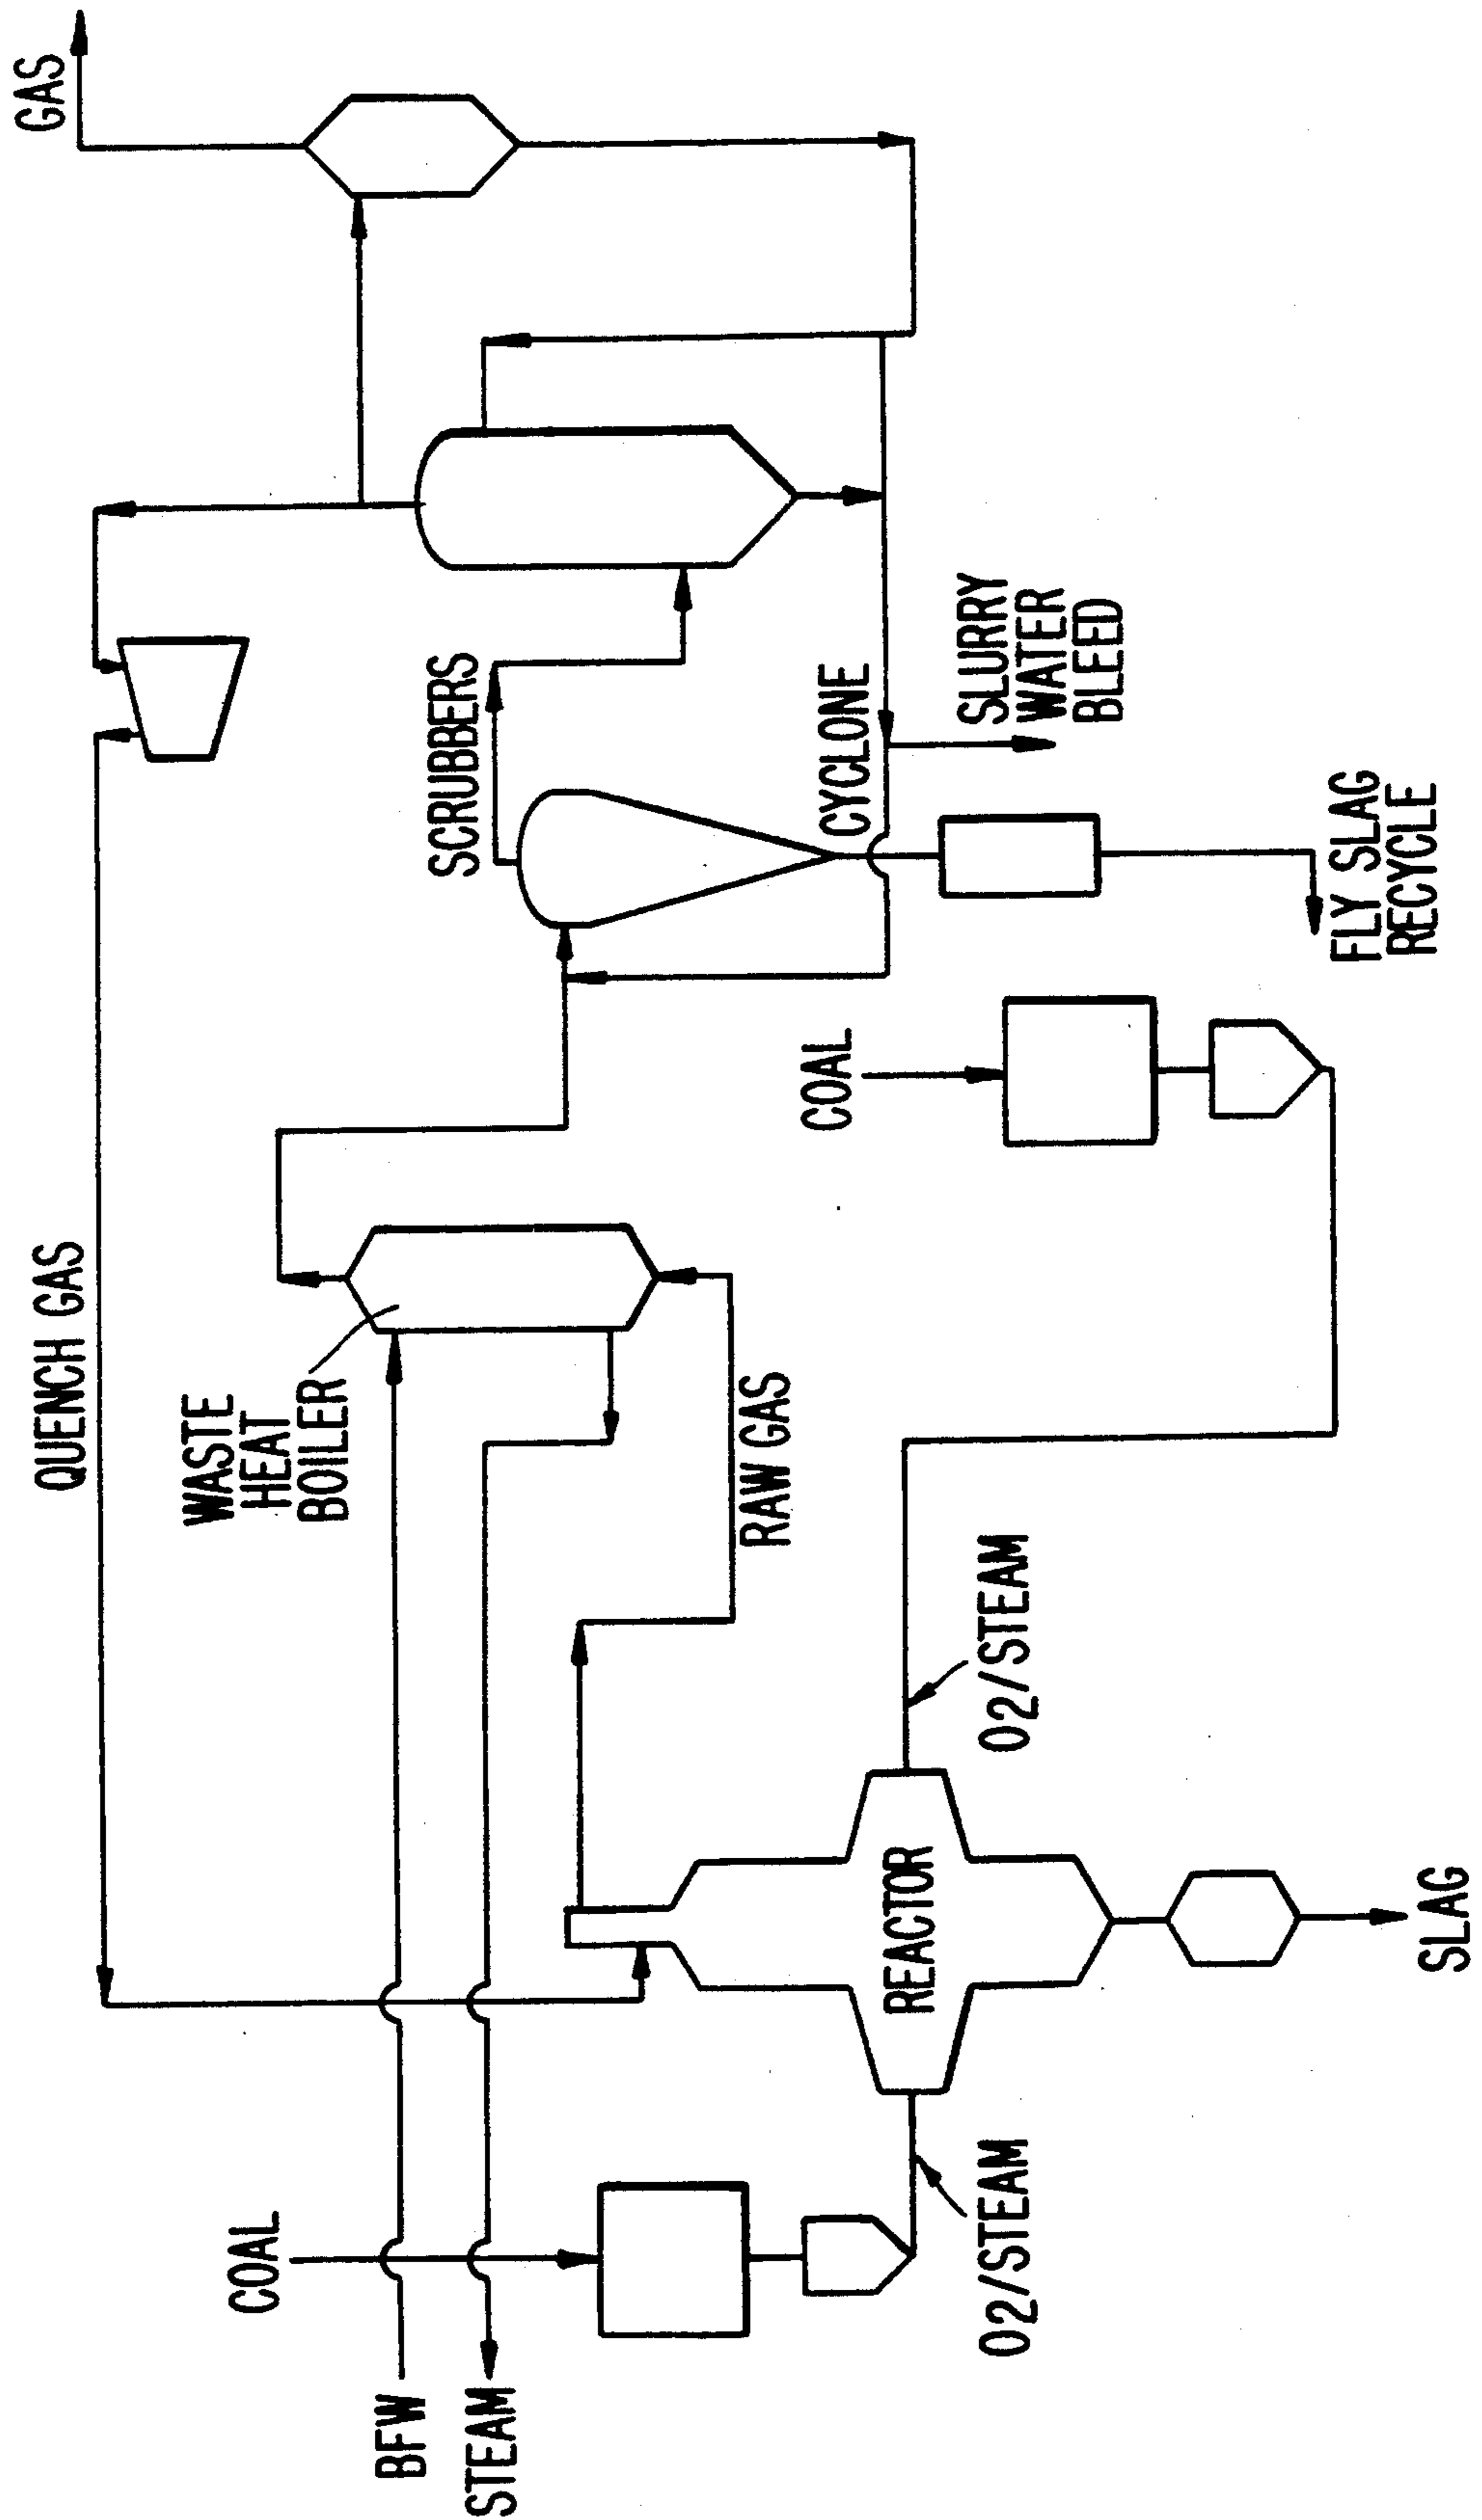 COAL
BFW
STEAM
QUENCH GAS
WASTE
HEAT
BOILER
RAW GAS
SCRUBBERS
GAS
CYCLONE
COAL
REACTOR
O2/STEAM
O2/STEAM
SLURRY
WATER
BLEED
FLY SLAG
RECYCLE
SLAG